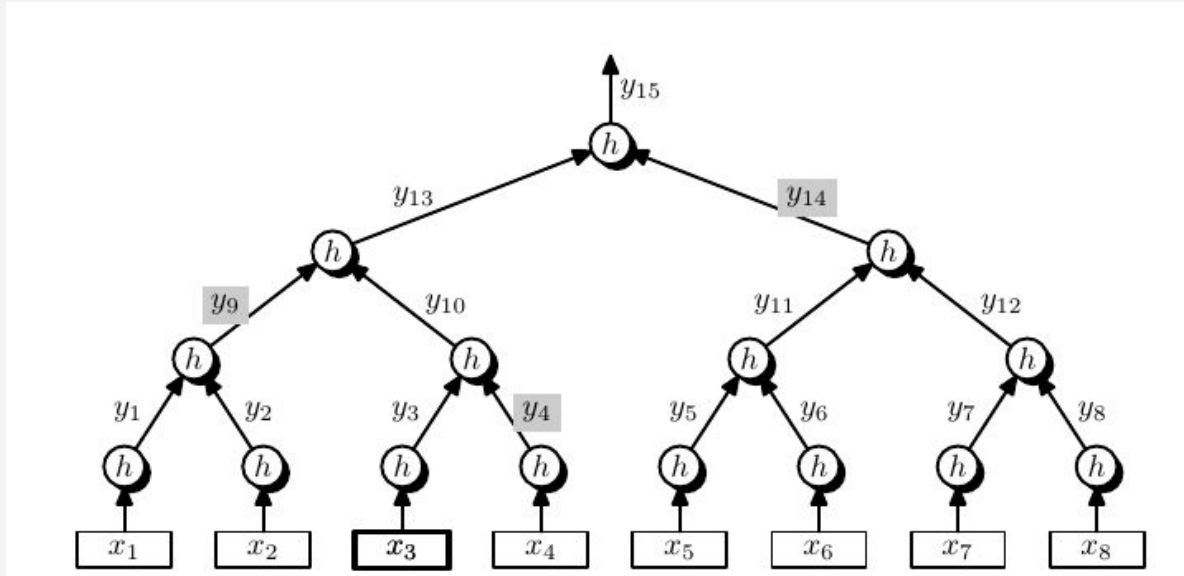 y15
h
y13 y14
h h
y9 y10 y11 y12
h h h h
y1 y2 y3 y4 y5 y6 y7 y8
h h h h h h h h
x1 x2 x3 x4 x5 x6 x7 x8